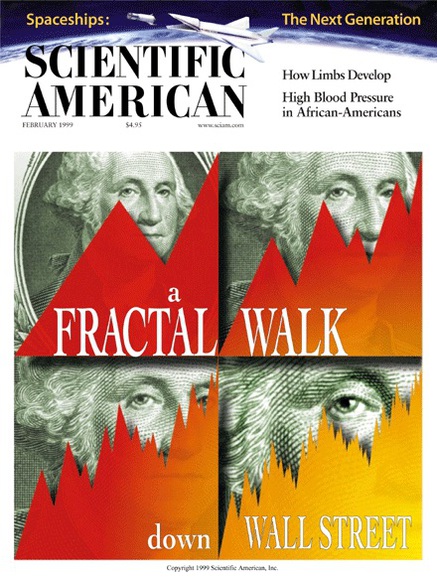 Spaceships: The Next Generation
SCIENTIFIC
AMERICAN
FEBRUARY 1999 $4.95 www.sciam.com
How Limbs Develop
High Blood Pressure
in African-Americans
a
FRACTAL WALK
down WALL STREET
Copyright 1999 Scientific American, Inc.